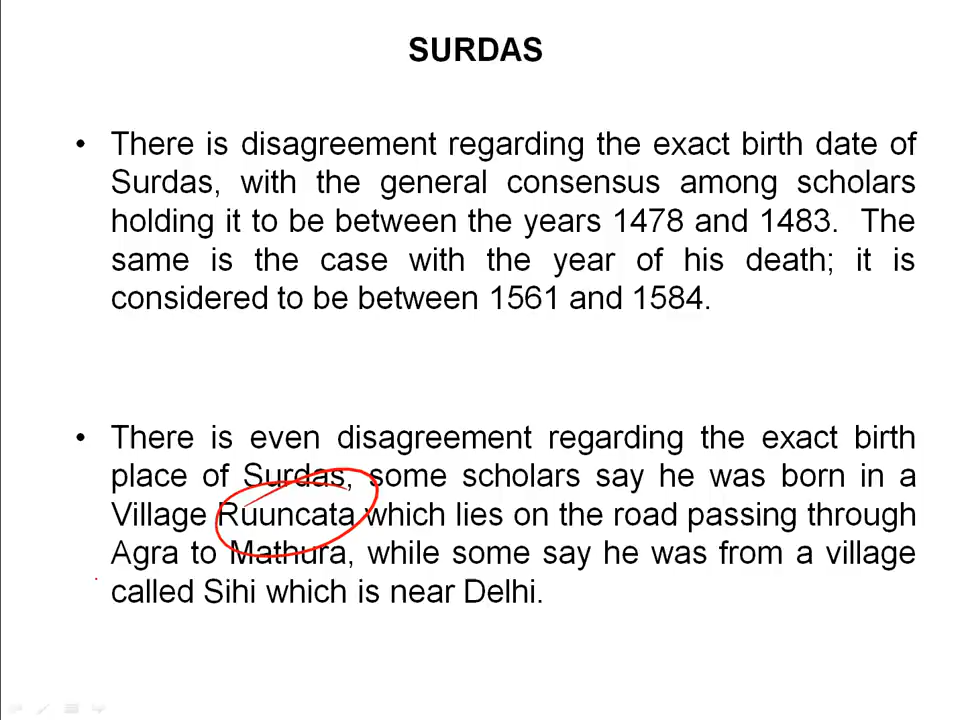 SURDAS
• There is disagreement regarding the exact birth date of
Surdas, with the general consensus among scholars
holding it to be between the years 1478 and 1483. The
same is the case with the year of his death; it is
considered to be between 1561 and 1584.
• There is even disagreement regarding the exact birth
place of Surdas, some scholars say he was born in a
Village Ruuncata which lies on the road passing through
Agra to Mathura, while some say he was from a village
called Sihi which is near Delhi.